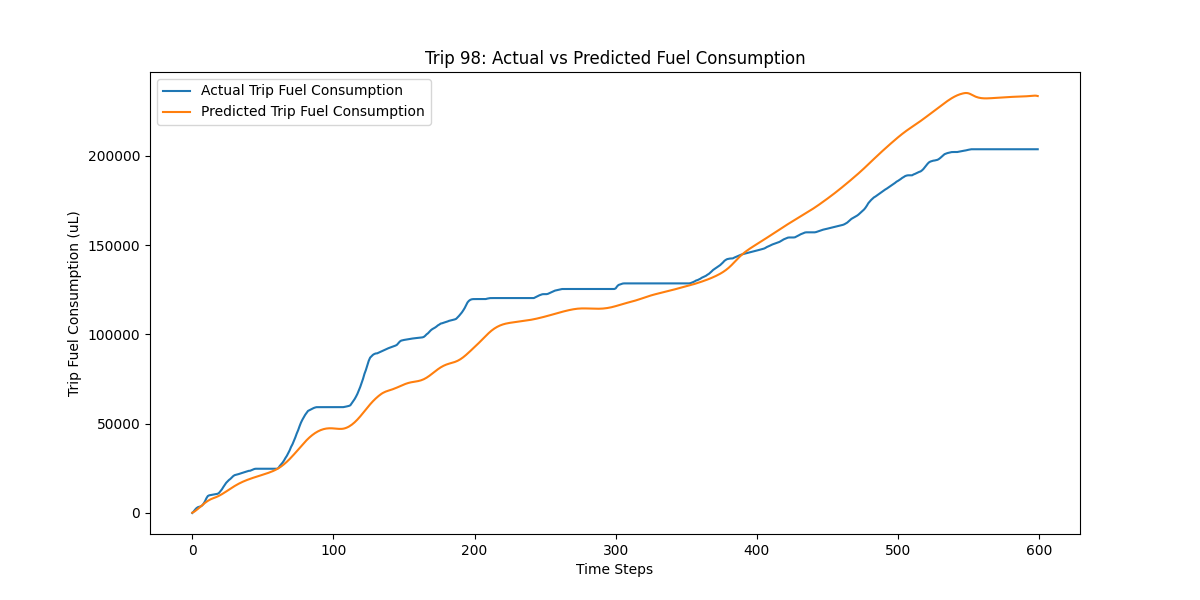 Trip 98: Actual vs Predicted Fuel Consumption
Actual Trip Fuel Consumption
Predicted Trip Fuel Consumption
Trip Fuel Consumption (uL)
200000
150000
100000
50000
0
0 100 200 300 400 500 600
Time Steps